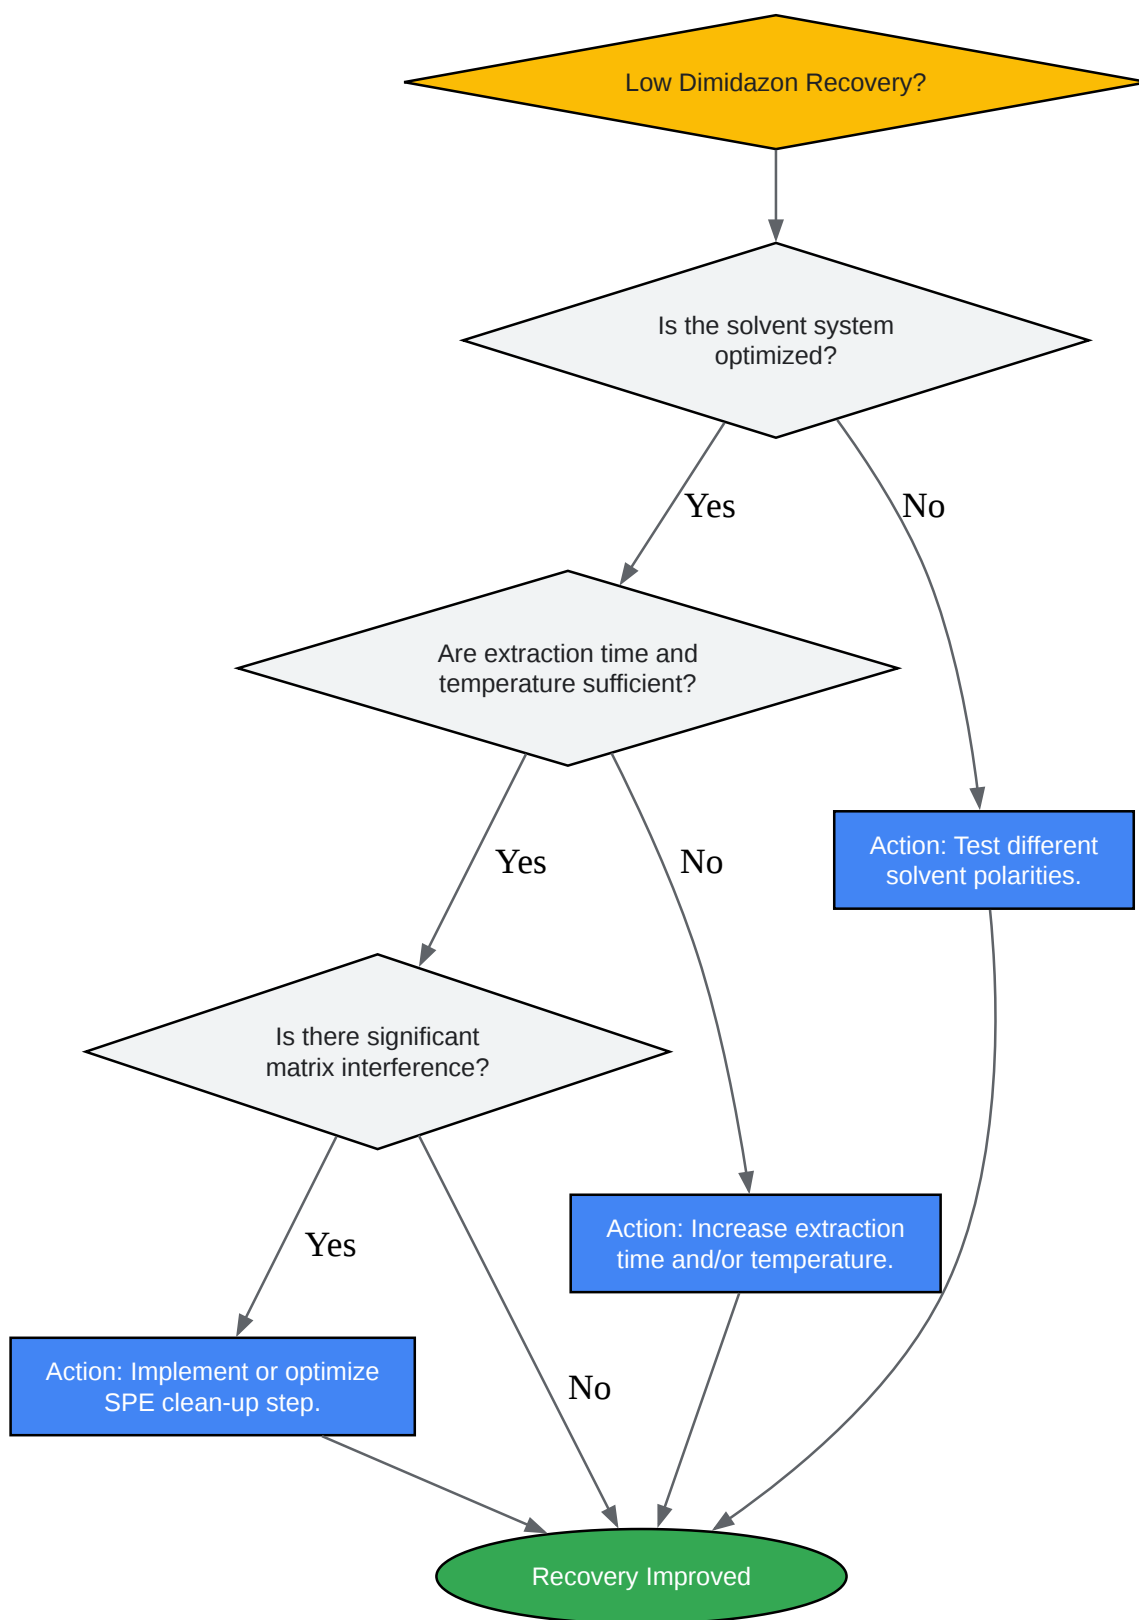 Low Dimidazon Recovery?
Is the solvent system
optimized?
Yes
No
Are extraction time and
temperature sufficient?
Action: Test different
solvent polarities.
Yes
No
Is there significant
matrix interference?
Action: Increase extraction
time and/or temperature.
Yes
Action: Implement or optimize
SPE clean-up step.
No
Recovery Improved